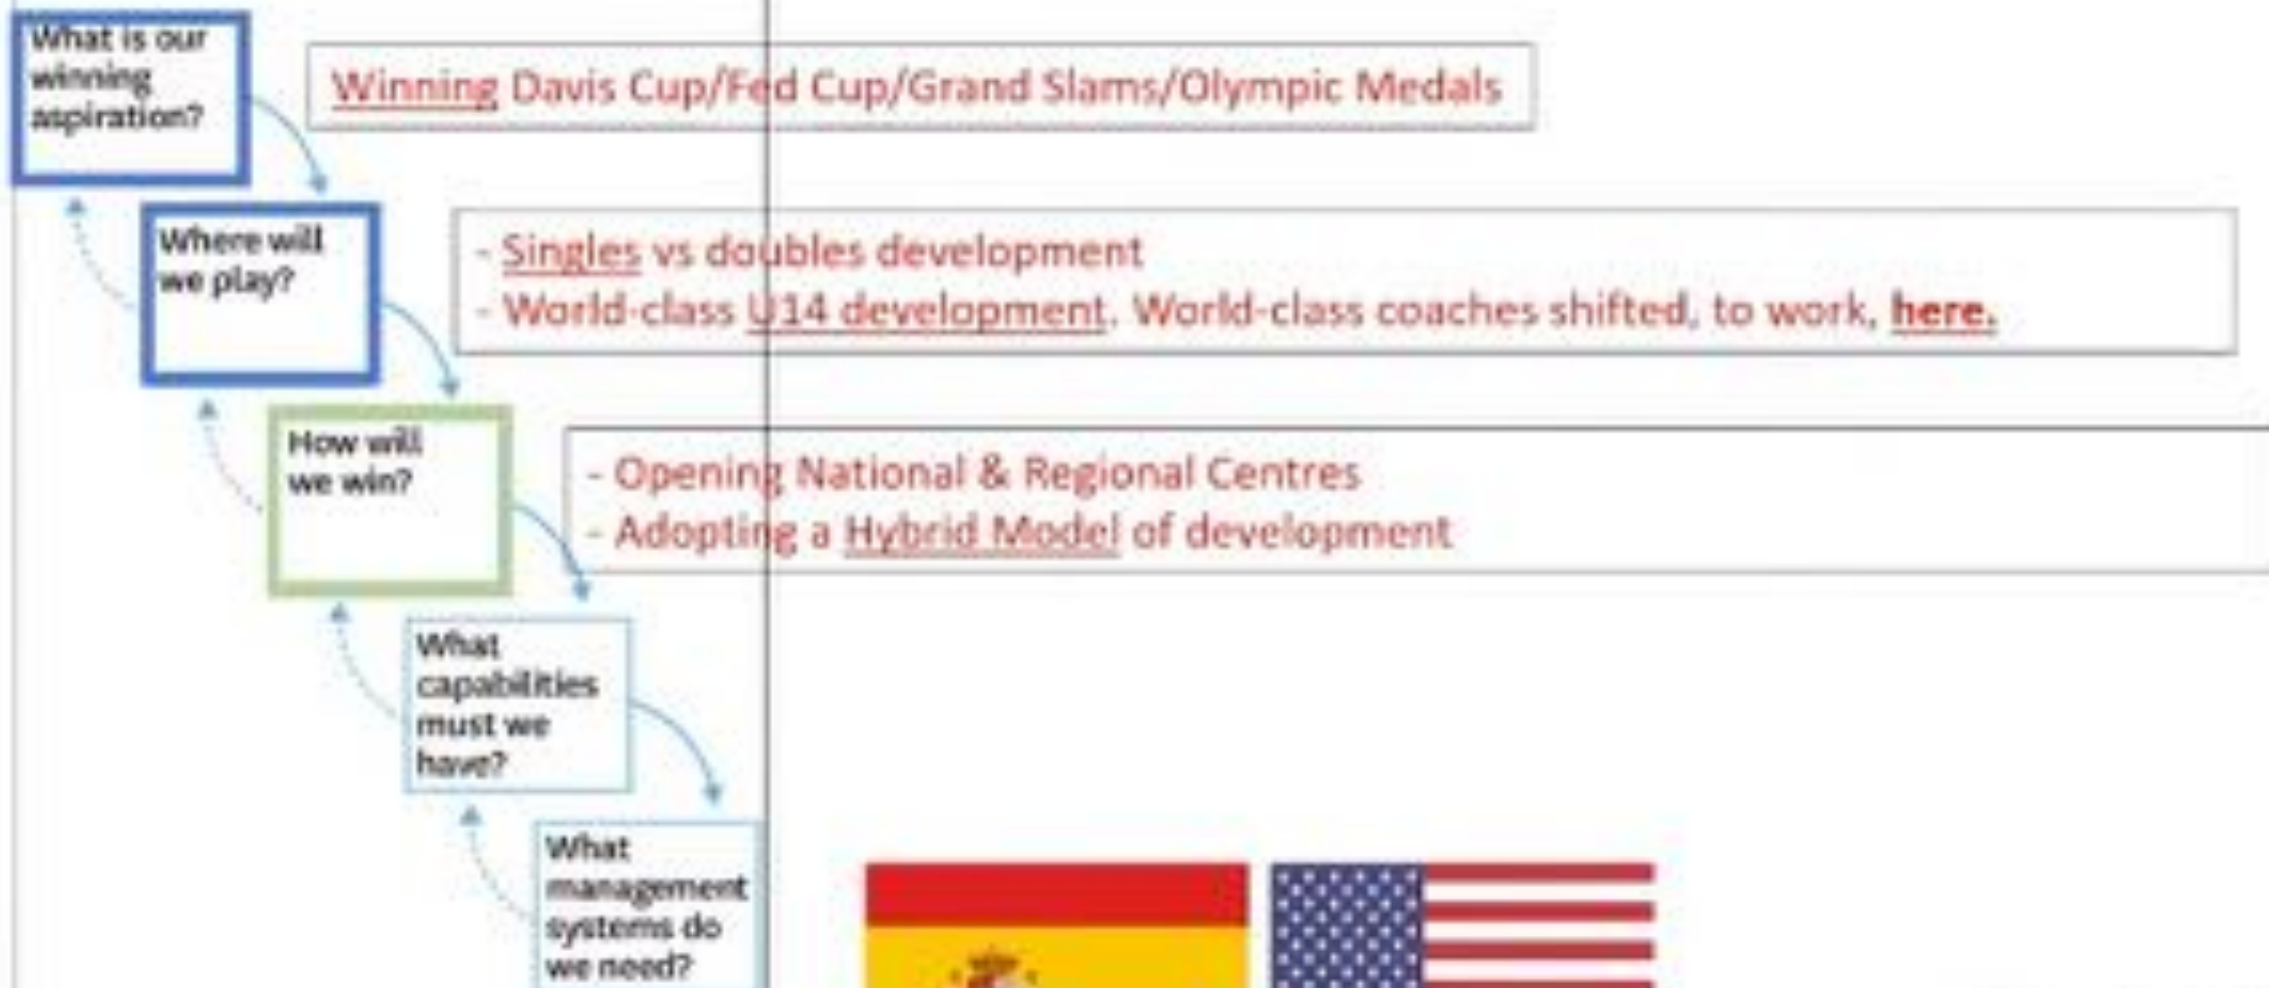 What is our
winning
aspiration?
Winning Davis Cup/Fed Cup/Grand Slams/Olympic Medals
Where will
we play?
- Singles vs doubles development
- World-class U14 development. World-class coaches shifted, to work, here.
How will
we win?
- Opening National & Regional Centres
- Adopting a Hybrid Model of development
What
capabilities
must we
have?
What
management
systems do
we need?